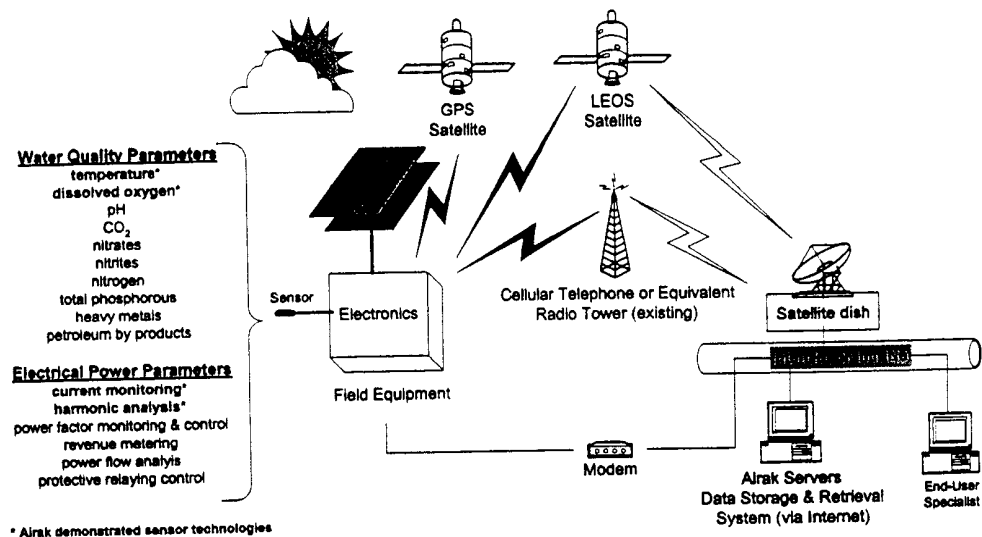 GPS
Satellite
LEOS
Satellite
Water Quality Parameters
temperature*
dissolved oxygen*
pH
CO2
nitrates
nitrites
nitrogen
total phosphorous
heavy metals
petroleum by products
Electrical Power Parameters
current monitoring*
harmonic analysis*
power factor monitoring & control
revenue metering
power flow analyis
protective relaying control
* Airak demonstrated sensor technologies
Sensor
Electronics
Field Equipment
Cellular Telephone or Equivalent
Radio Tower (existing)
Satellite dish
Modem
Airak Servers
Data Storage & Retrieval
System (via Internet)
End-User
Specialist